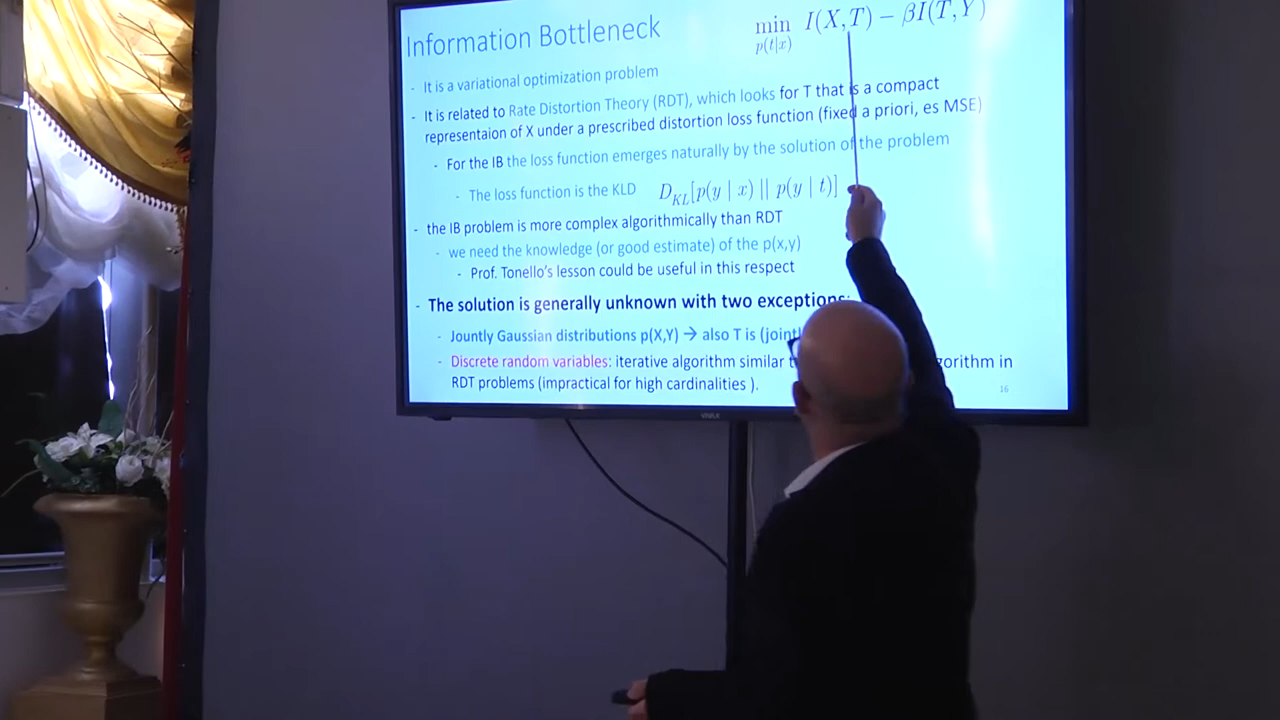 Information Bottleneck
min I(X,T) − βI(T,Y)
p(t|x)
- It is a variational optimization problem
- It is related to Rate Distortion Theory (RDT), which looks for T that is a compact
representaion of X under a prescribed distortion loss function (fixed a priori, es MSE)
- For the IB the loss function emerges naturally by the solution of the problem
- The loss function is the KLD D_KL[p(y | x) || p(y | t)]
- the IB problem is more complex algorithmically than RDT
- we need the knowledge (or good estimate) of the p(x,y)
- Prof. Tonello's lesson could be useful in this respect
- The solution is generally unknown with two exceptions:
- Jountly Gaussian distributions p(X,Y) → also T is (jointl
- Discrete random variables: iterative algorithm similar t orithm in
RDT problems (impractical for high cardinalities ).
16